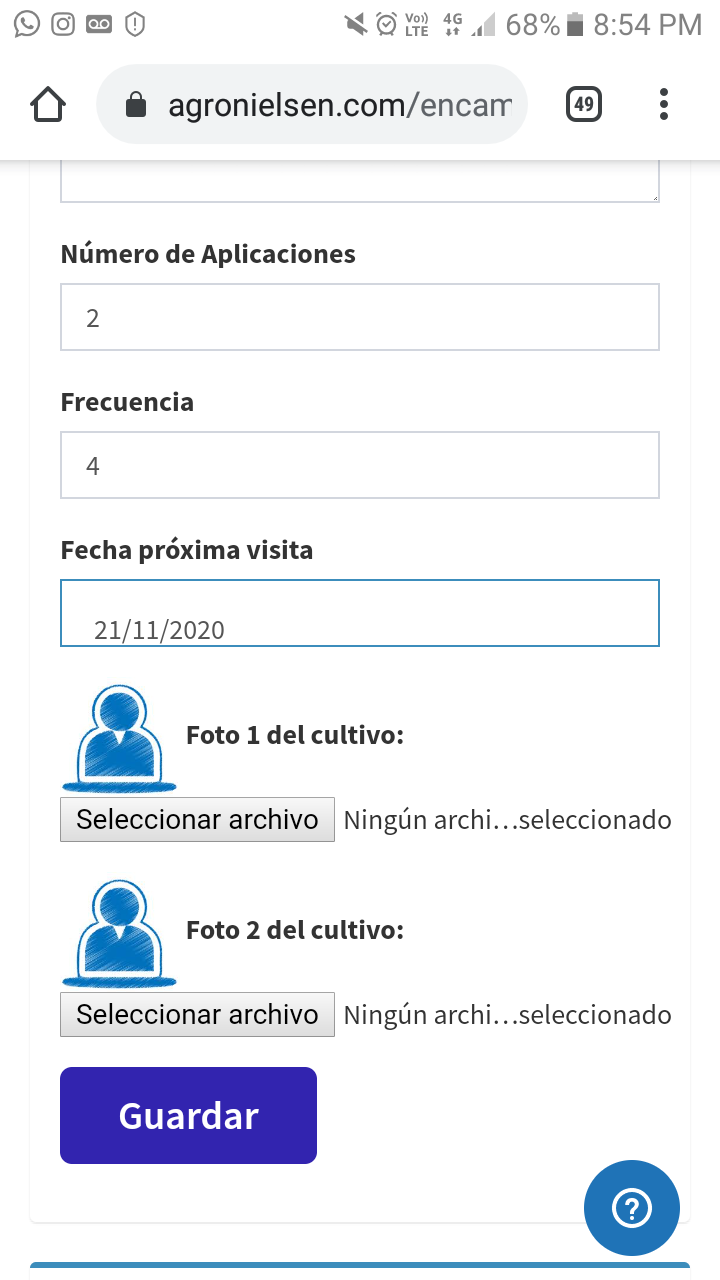 Vo)) LTE 4G 68% 8:54 PM
agronielsen.com/encam
49
Número de Aplicaciones
2
Frecuencia
4
Fecha próxima visita
21/11/2020
Foto 1 del cultivo:
Seleccionar archivo Ningún archi...seleccionado
Foto 2 del cultivo:
Seleccionar archivo Ningún archi...seleccionado
Guardar
?